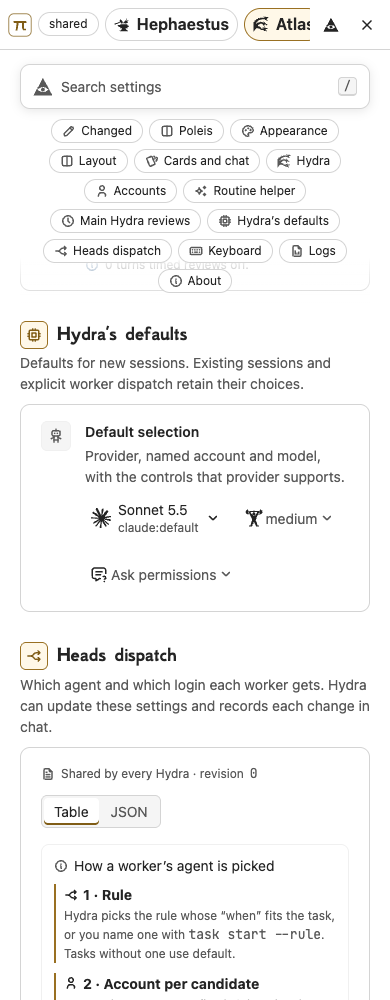 π shared Hephaestus Atlas
Search settings /
Changed Poleis Appearance
Layout Cards and chat Hydra
Accounts Routine helper
Main Hydra reviews Hydra's defaults
Heads dispatch Keyboard Logs
0 turns timed reviews off.
About
Hydra's defaults
Defaults for new sessions. Existing sessions and
explicit worker dispatch retain their choices.
Default selection
Provider, named account and model,
with the controls that provider supports.
Sonnet 5.5
claude:default
medium
Ask permissions
Heads dispatch
Which agent and which login each worker gets. Hydra
can update these settings and records each change in
chat.
Shared by every Hydra · revision 0
Table JSON
How a worker's agent is picked
1 · Rule
Hydra picks the rule whose “when” fits the task,
or you name one with task start --rule.
Tasks without one use default.
2 · Account per candidate